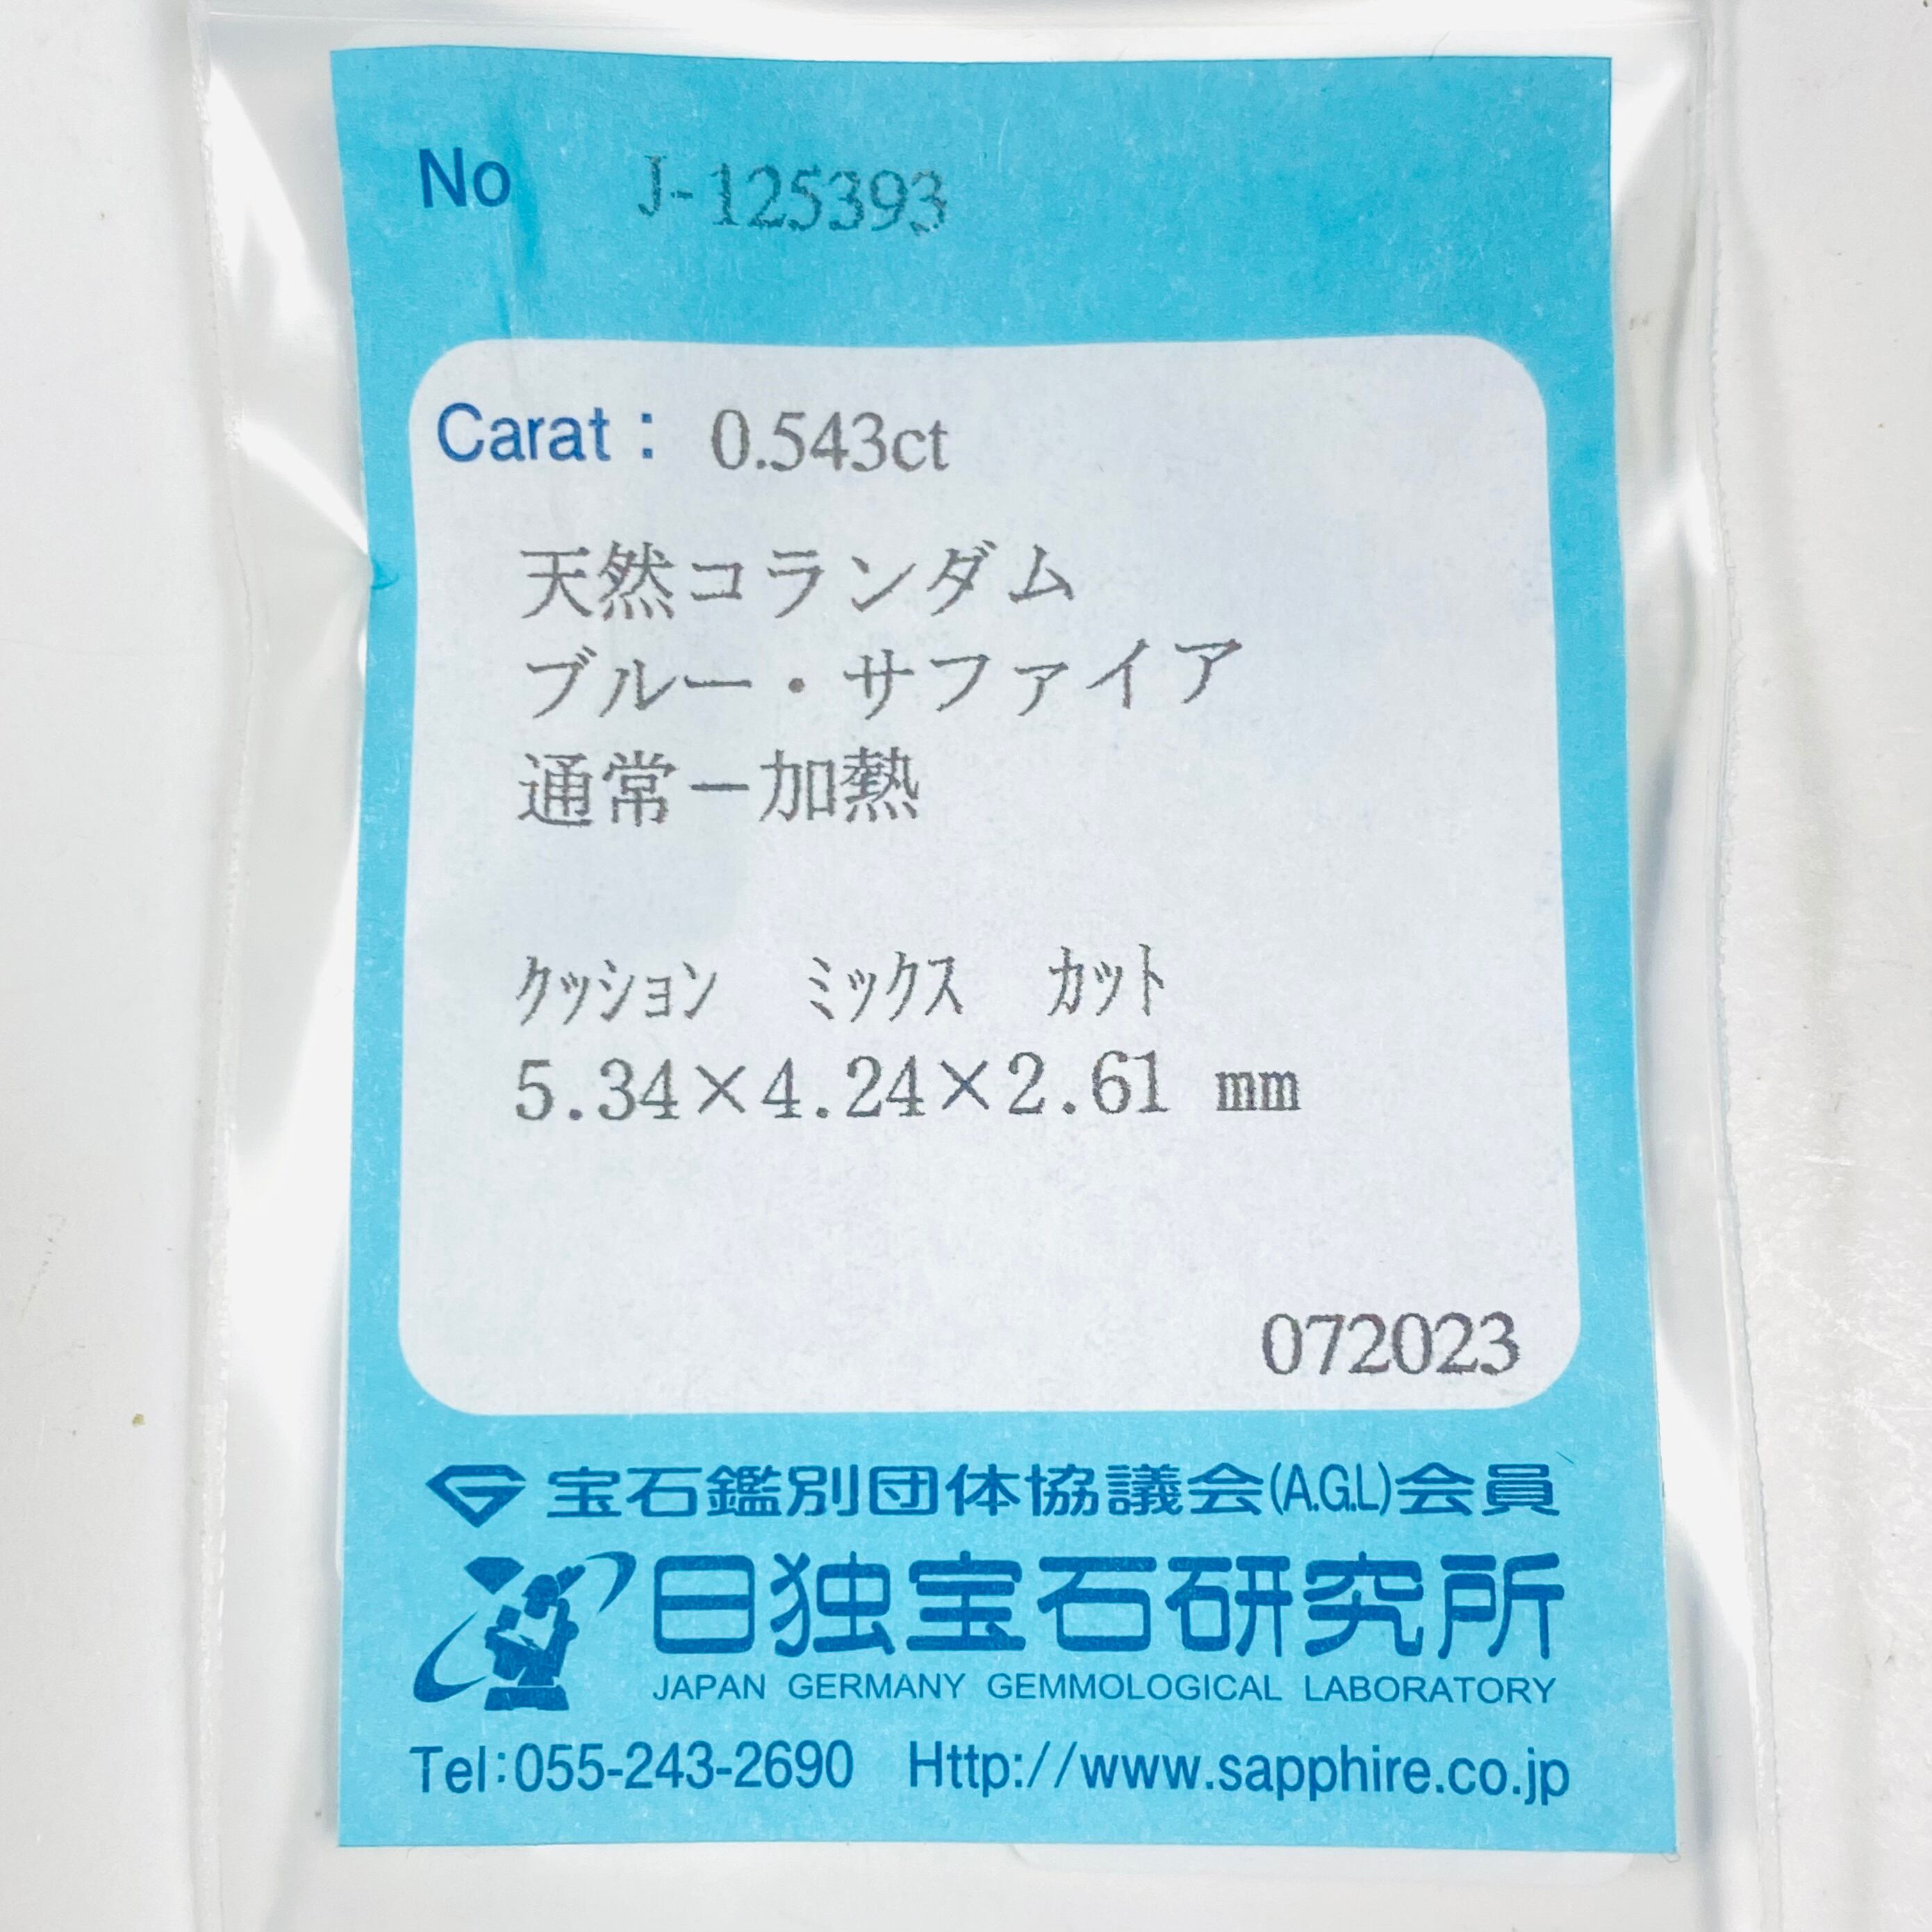 No J-125393
Carat: 0.543ct
天然コランダム
ブルー・サファイア
通常－加熱
ｸｯｼｮﾝ ﾐｯｸｽ ｶｯﾄ
5.34×4.24×2.61 mm
072023
宝石鑑別団体協議会(A.G.L)会員
日独宝石研究所
JAPAN GERMANY GEMMOLOGICAL LABORATORY
Tel:055-243-2690 Http://www.sapphire.co.jp